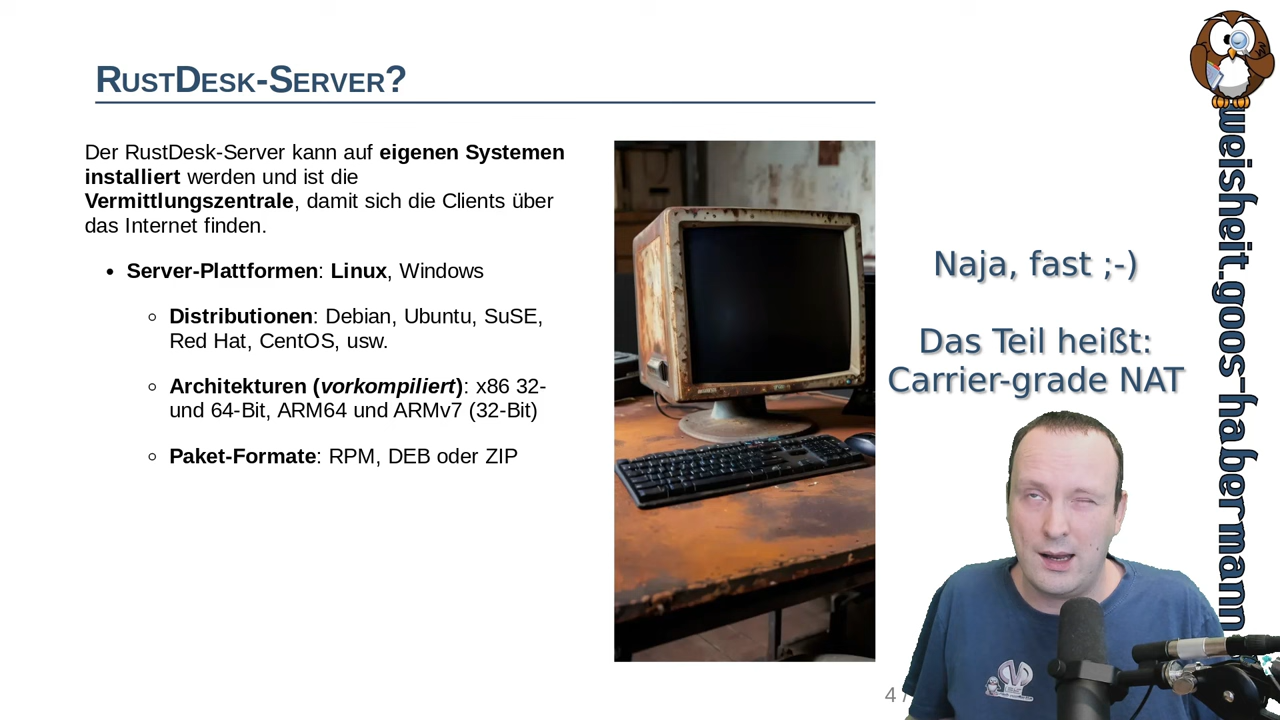 RustDesk-Server?
Der RustDesk-Server kann auf eigenen Systemen
installiert werden und ist die
Vermittlungszentrale, damit sich die Clients über
das Internet finden.
• Server-Plattformen: Linux, Windows
◦ Distributionen: Debian, Ubuntu, SuSE,
Red Hat, CentOS, usw.
◦ Architekturen (vorkompiliert): x86 32-
und 64-Bit, ARM64 und ARMv7 (32-Bit)
◦ Paket-Formate: RPM, DEB oder ZIP
Naja, fast ;-)
Das Teil heißt:
Carrier-grade NAT
weisheit.goos-habermann
4 /